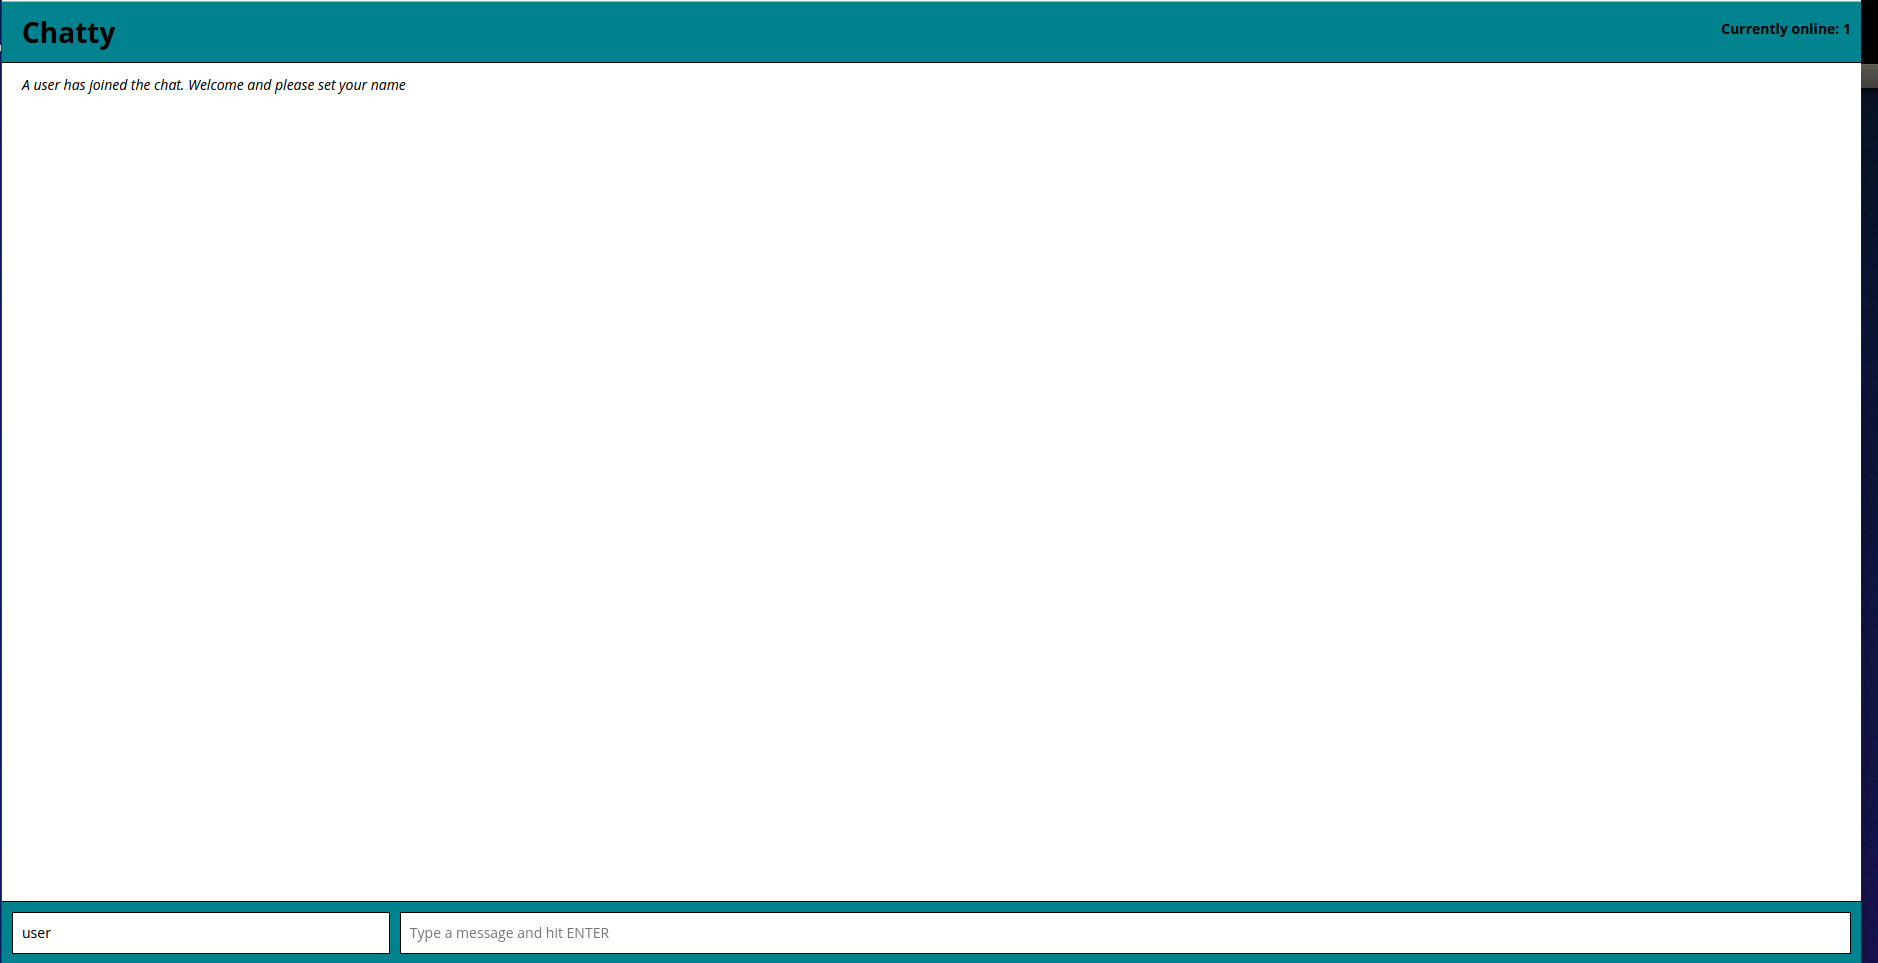 Chatty
Currently online: 1
A user has joined the chat. Welcome and please set your name
user
Type a message and hit ENTER